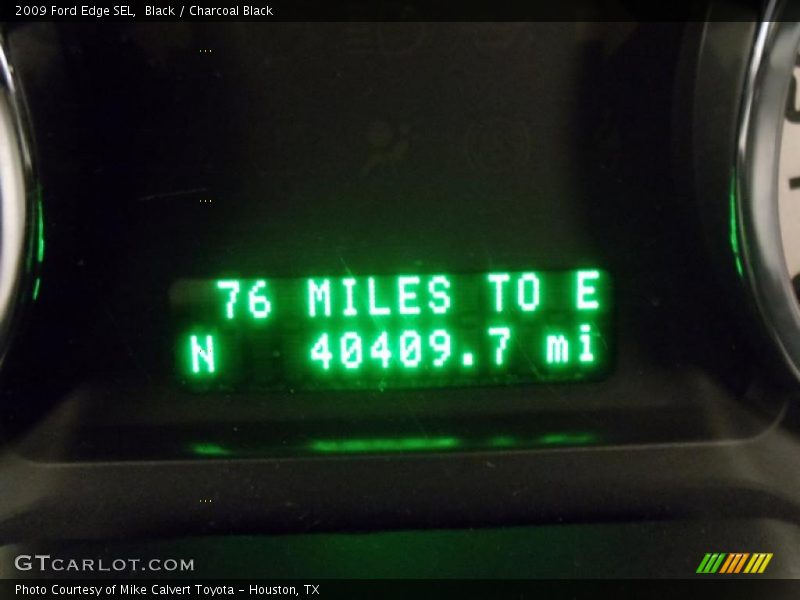 2009 Ford Edge SEL,  Black / Charcoal Black
76 MILES TO E
N 40409.7 mi
GTCARLOT.COM
Photo Courtesy of Mike Calvert Toyota - Houston, TX